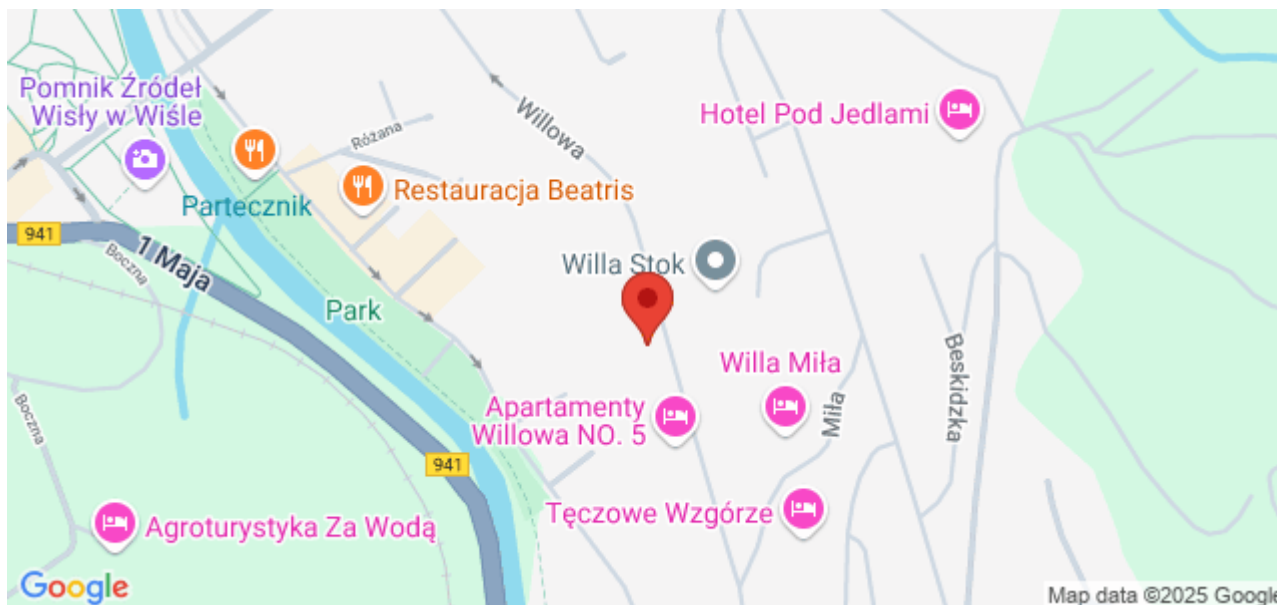 Pomnik Źródeł
Wisły w Wiśle
Partecznik
Różana
Restauracja Beatris
Willowa
Hotel Pod Jedlami
941
1 Maja
Boczna
Park
Willa Stok
Willa Miła
Miła
Beskidzka
Apartamenty
Willowa NO. 5
Boczna
941
Tęczowe Wzgórze
Agroturystyka Za Wodą
Google
Map data ©2025 Google